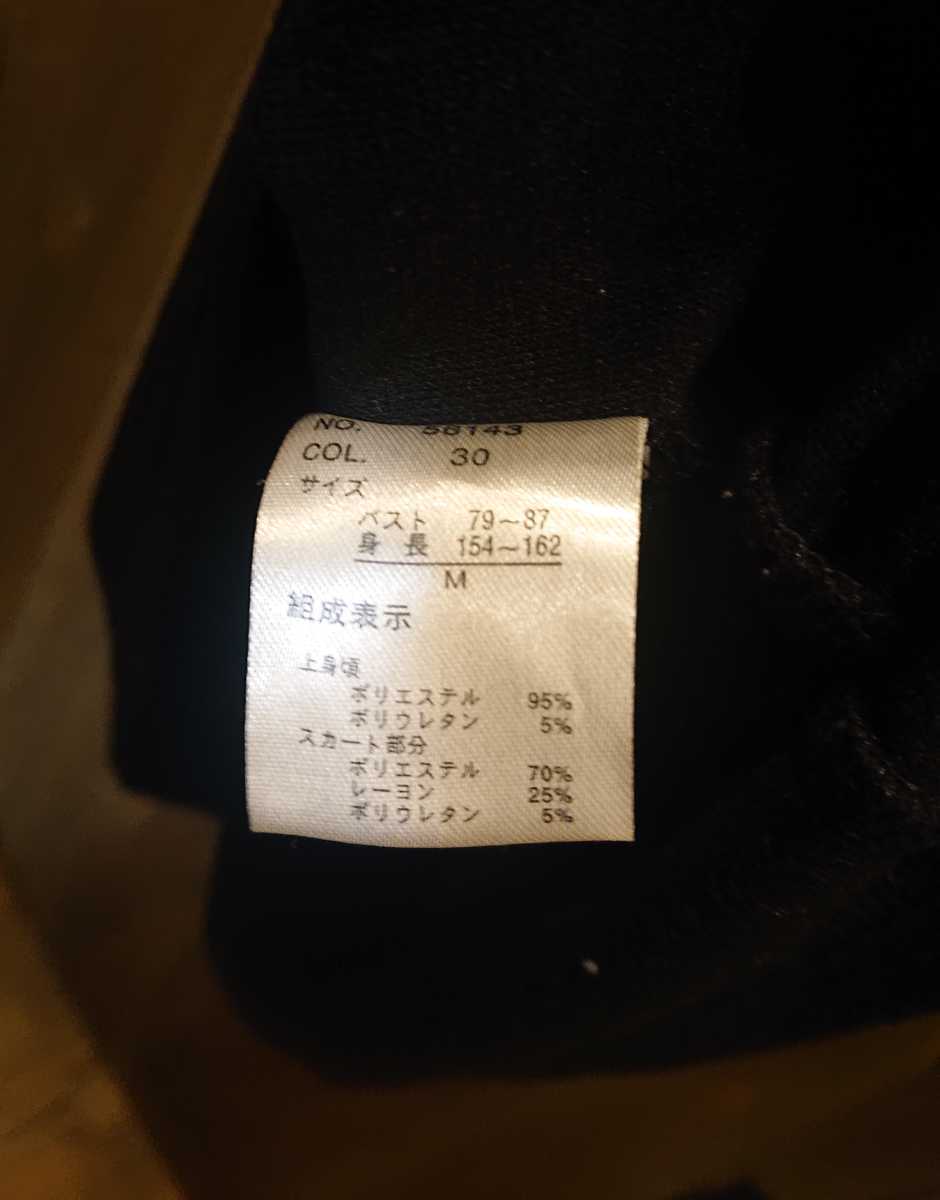 NO. 58143
COL. 30
サイズ
バスト 79〜87
身長 154〜162
M
組成表示
上身頃
ポリエステル 95%
ポリウレタン 5%
スカート部分
ポリエステル 70%
レーヨン 25%
ポリウレタン 5%